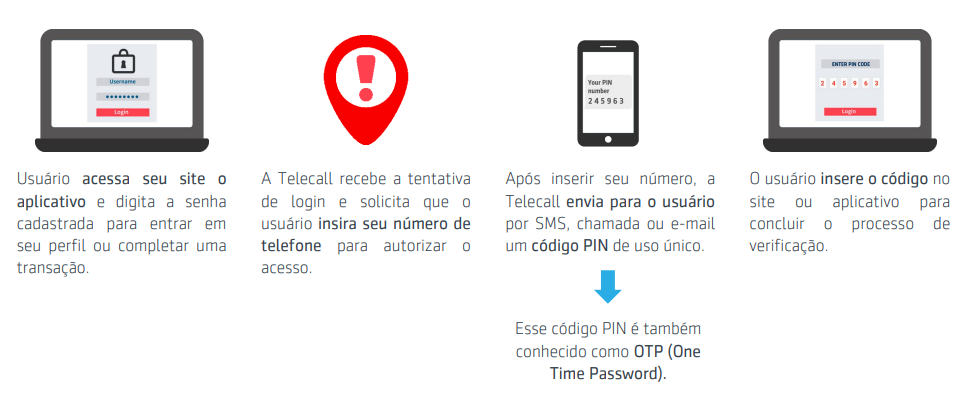 Username
Login
Usuário acessa seu site o
aplicativo e digita a senha
cadastrada para entrar em
seu perfil ou completar uma
transação.
A Telecall recebe a tentativa
de login e solicita que o
usuário insira seu número de
telefone para autorizar o
acesso.
Your PIN
number
2 4 5 9 6 3
Após inserir seu número, a
Telecall envia para o usuário
por SMS, chamada ou e-mail
um código PIN de uso único.
Esse código PIN é também
conhecido como OTP (One
Time Password).
ENTER PIN CODE
2 4 5 9 6 3
Login
O usuário insere o código no
site ou aplicativo para
concluir o processo de
verificação.